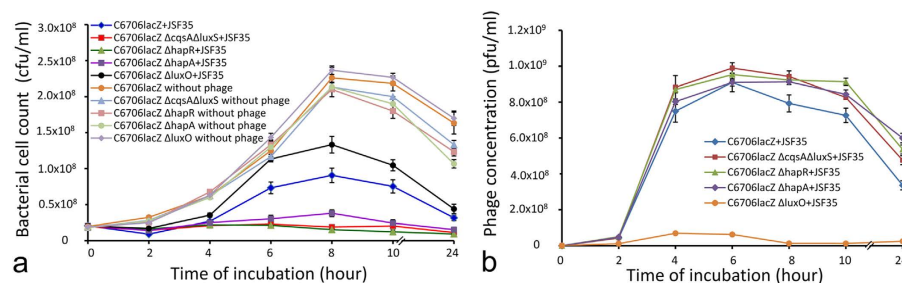 Bacterial cell count (cfu/ml)
3.0x10⁸
2.5x10⁸
2.0x10⁸
1.5x10⁸
1.0x10⁸
0.5x10⁸
0
C6706lacZ+JSF35
C6706lacZ ΔcqsAΔluxS+JSF35
C6706lacZ ΔhapR+JSF35
C6706lacZ ΔhapA+JSF35
C6706lacZ ΔluxO+JSF35
C6706lacZ without phage
C6706lacZ ΔcqsAΔluxS without phage
C6706lacZ ΔhapR without phage
C6706lacZ ΔhapA without phage
C6706lacZ ΔluxO without phage
0 2 4 6 8 10 24
Time of incubation (hour)
a
Phage concentration (pfu/ml)
1.2x10⁹
1.0x10⁹
8.0x10⁸
6.0x10⁸
4.0x10⁸
2.0x10⁸
0
C6706lacZ+JSF35
C6706lacZ ΔcqsAΔluxS+JSF35
C6706lacZ ΔhapR+JSF35
C6706lacZ ΔhapA+JSF35
C6706lacZ ΔluxO+JSF35
0 2 4 6 8 10
Time of incubation (hour)
b